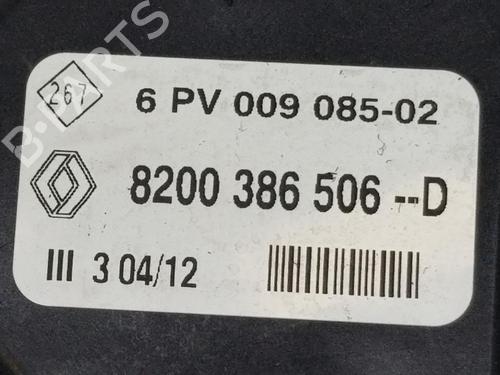 267
6 PV 009 085-02
8200 386 506 --D
III 3 04/12
B-PARTS